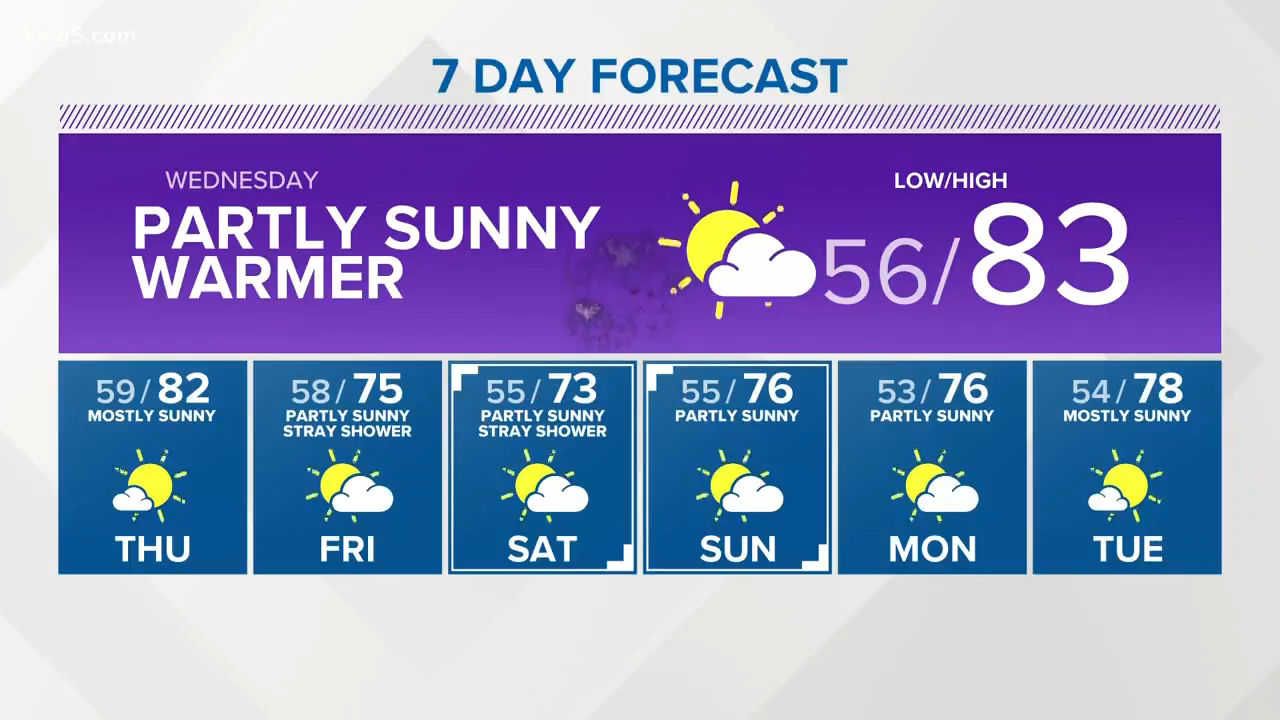 king5.com
7 DAY FORECAST
WEDNESDAY
PARTLY SUNNY
WARMER
LOW/HIGH
56/83
59/82
MOSTLY SUNNY
THU
58/75
PARTLY SUNNY
STRAY SHOWER
FRI
55/73
PARTLY SUNNY
STRAY SHOWER
SAT
55/76
PARTLY SUNNY
SUN
53/76
PARTLY SUNNY
MON
54/78
MOSTLY SUNNY
TUE